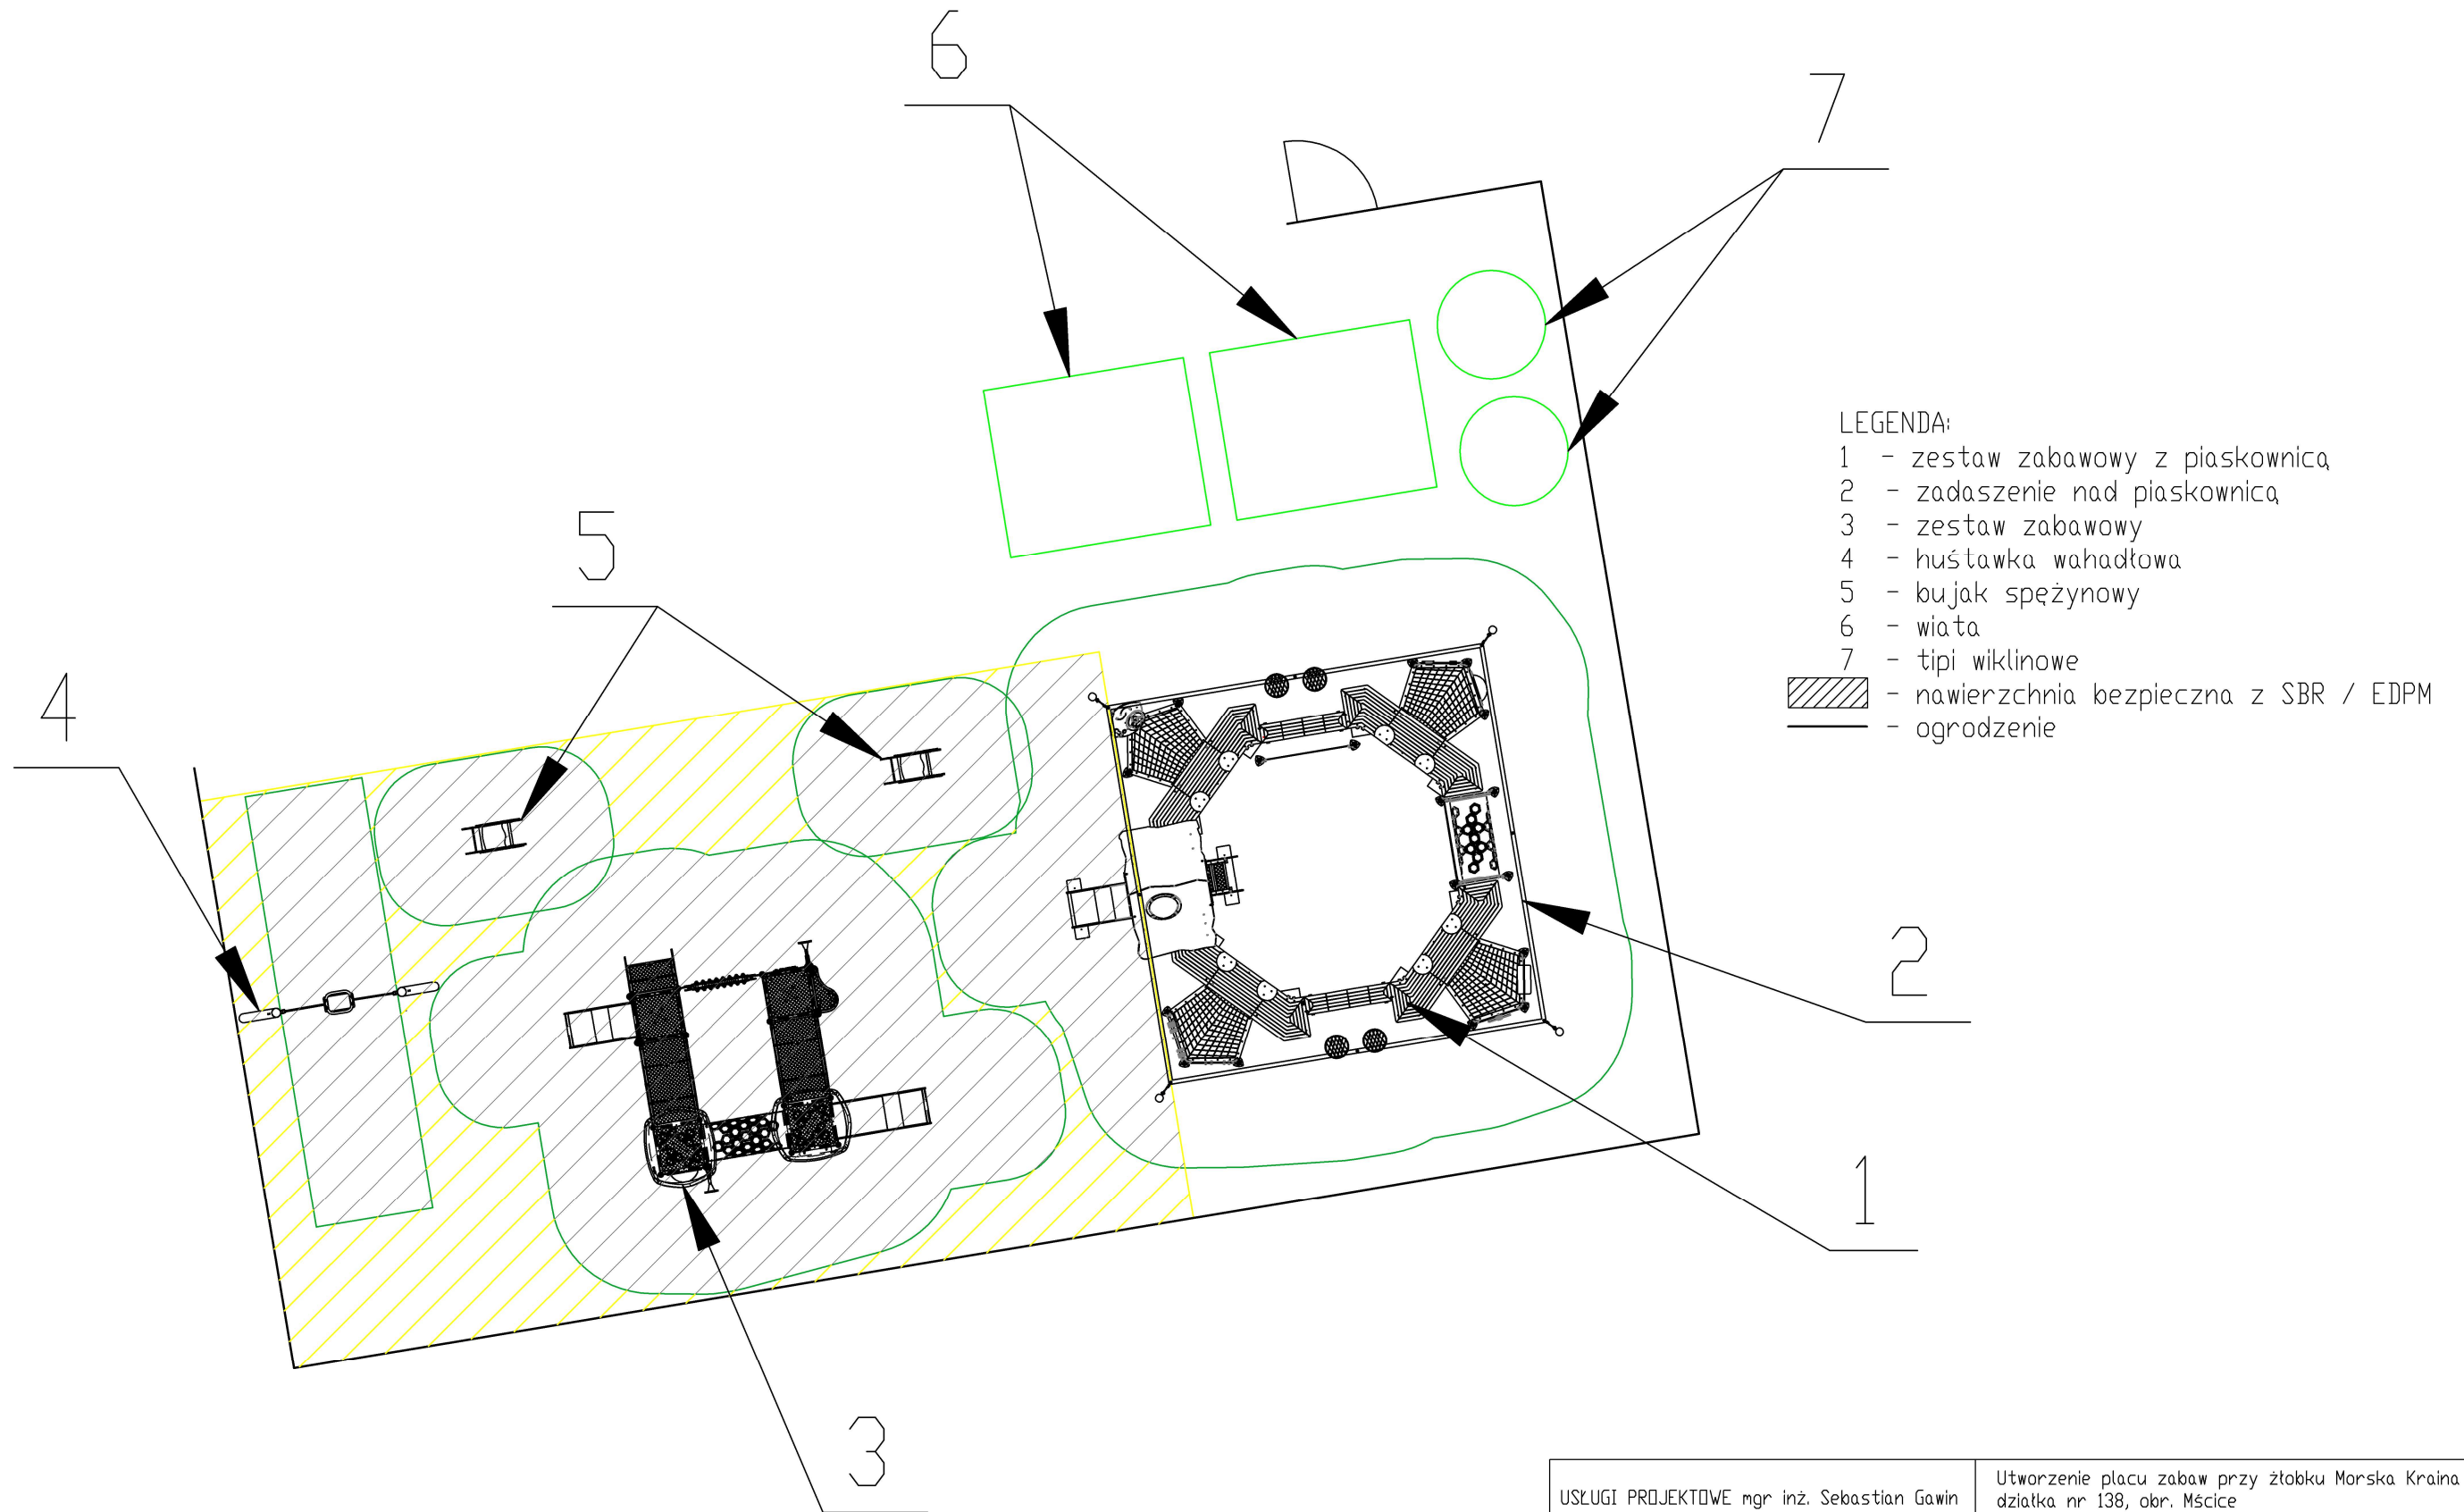 6
7
LEGENDA:
1 - zestaw zabawowy z piaskownicą
2 - zadaszenie nad piaskownicą
3 - zestaw zabawowy
4 - huśtawka wahadłowa
5 - bujak spężynowy
6 - wiata
7 - tipi wiklinowe
- nawierzchnia bezpieczna z SBR / EDPM
- ogrodzenie
5
4
2
1
3
USŁUGI PROJEKTOWE mgr inż. Sebastian Gawin
Utworzenie placu zabaw przy żłobku Morska Kraina
działka nr 138, obr. Mścice